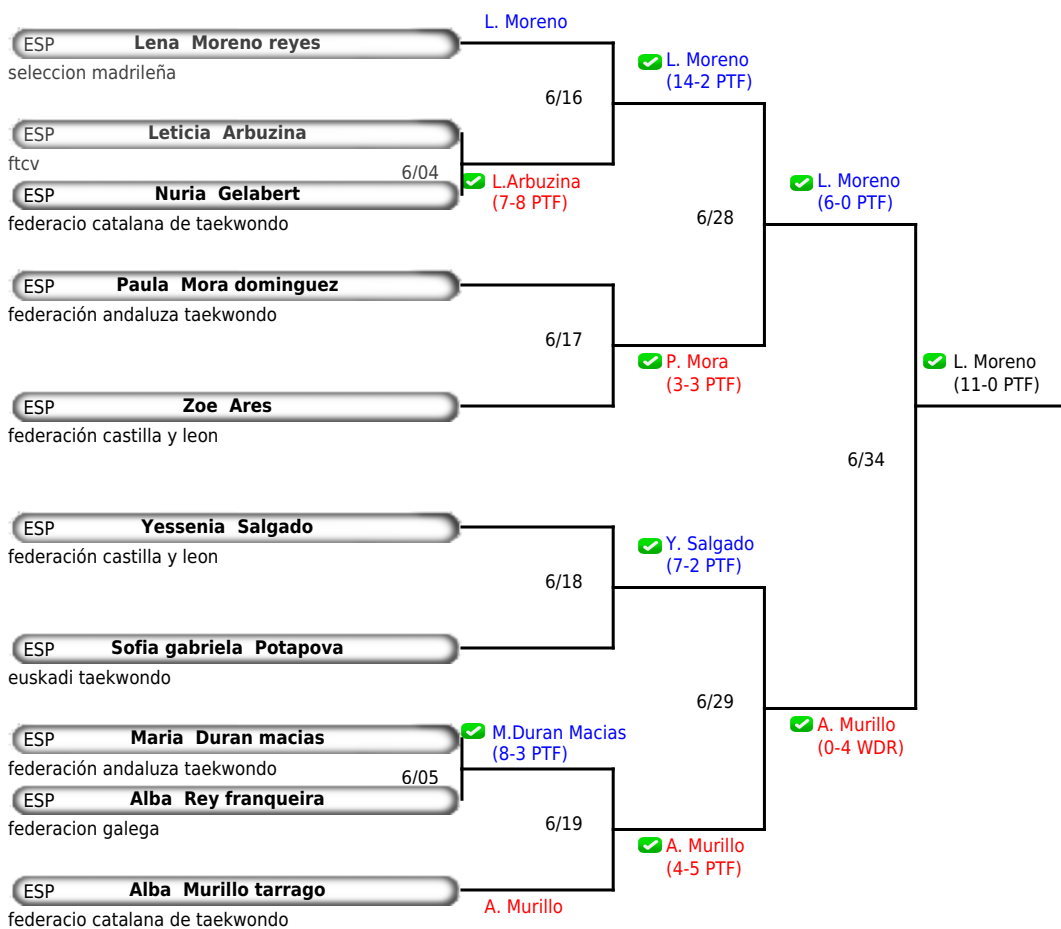 L. Moreno
ESP Lena Moreno reyes
seleccion madrileña
L. Moreno
(14-2 PTF)
6/16
ESP Leticia Arbuzina
ftcv
6/04
L.Arbuzina
(7-8 PTF)
ESP Nuria Gelabert
federacio catalana de taekwondo
L. Moreno
(6-0 PTF)
6/28
ESP Paula Mora dominguez
federación andaluza taekwondo
6/17
P. Mora
(3-3 PTF)
L. Moreno
(11-0 PTF)
ESP Zoe Ares
federación castilla y leon
6/34
ESP Yessenia Salgado
federación castilla y leon
Y. Salgado
(7-2 PTF)
6/18
ESP Sofia gabriela Potapova
euskadi taekwondo
6/29
A. Murillo
(0-4 WDR)
ESP Maria Duran macias
federación andaluza taekwondo
M.Duran Macias
(8-3 PTF)
6/05
ESP Alba Rey franqueira
federacion galega
6/19
A. Murillo
(4-5 PTF)
ESP Alba Murillo tarrago
federacio catalana de taekwondo
A. Murillo